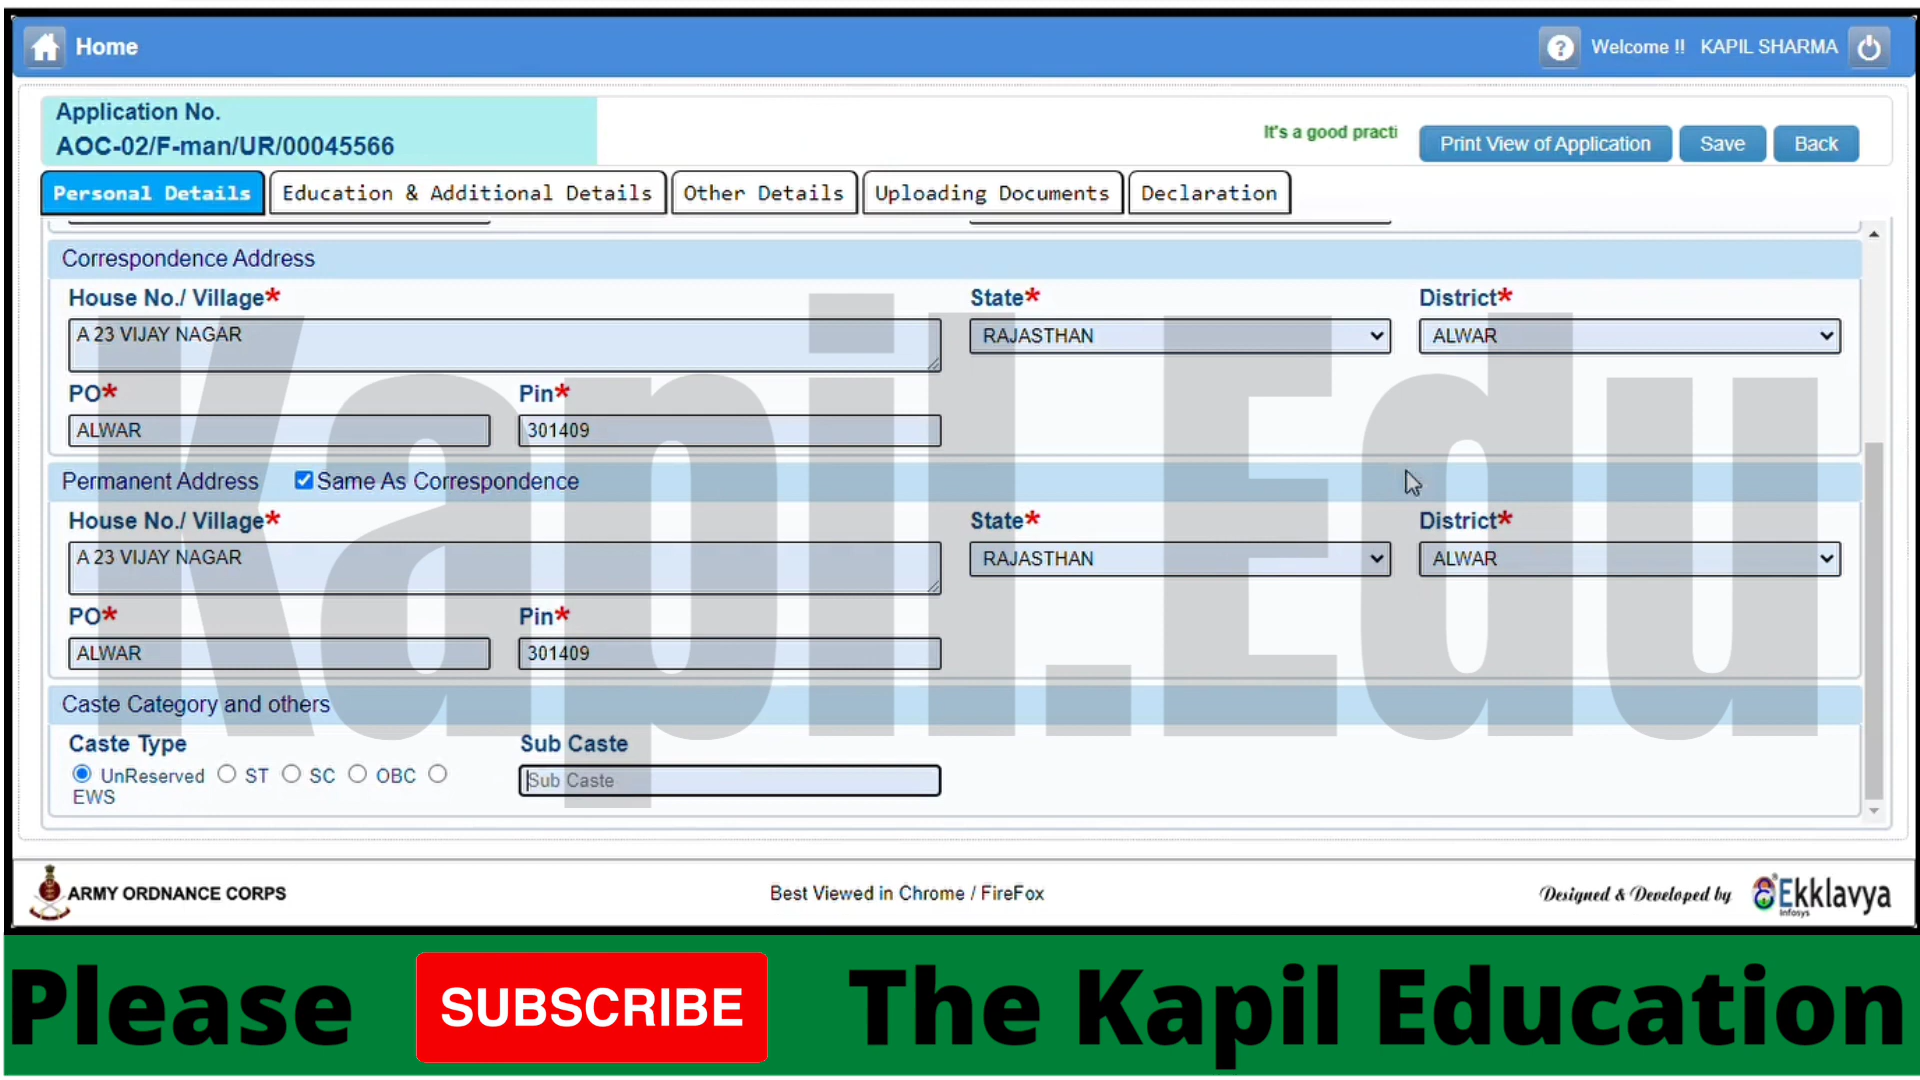 Home
? Welcome !! KAPIL SHARMA
Application No.
AOC-02/F-man/UR/00045566
It's a good practi
Print View of Application Save Back
Personal Details Education & Additional Details Other Details Uploading Documents Declaration
Correspondence Address
House No./ Village* State* District*
A 23 VIJAY NAGAR RAJASTHAN ALWAR
PO* Pin*
ALWAR 301409
Permanent Address Same As Correspondence
House No./ Village* State* District*
A 23 VIJAY NAGAR RAJASTHAN ALWAR
PO* Pin*
ALWAR 301409
Kapil.Edu
Caste Category and others
Caste Type Sub Caste
UnReserved ST SC OBC
EWS
Sub Caste
ARMY ORDNANCE CORPS Best Viewed in Chrome / FireFox Designed & Developed by Ekklavya
Infosys
Please SUBSCRIBE The Kapil Education